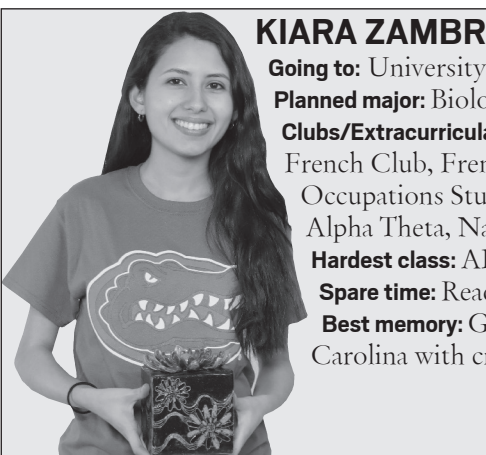 KIARA ZAMBR
Going to: University
Planned major: Biolo
Clubs/Extracurricula
French Club, Fren
Occupations Stu
Alpha Theta, Na
Hardest class: A
Spare time: Read
Best memory: G
Carolina with c